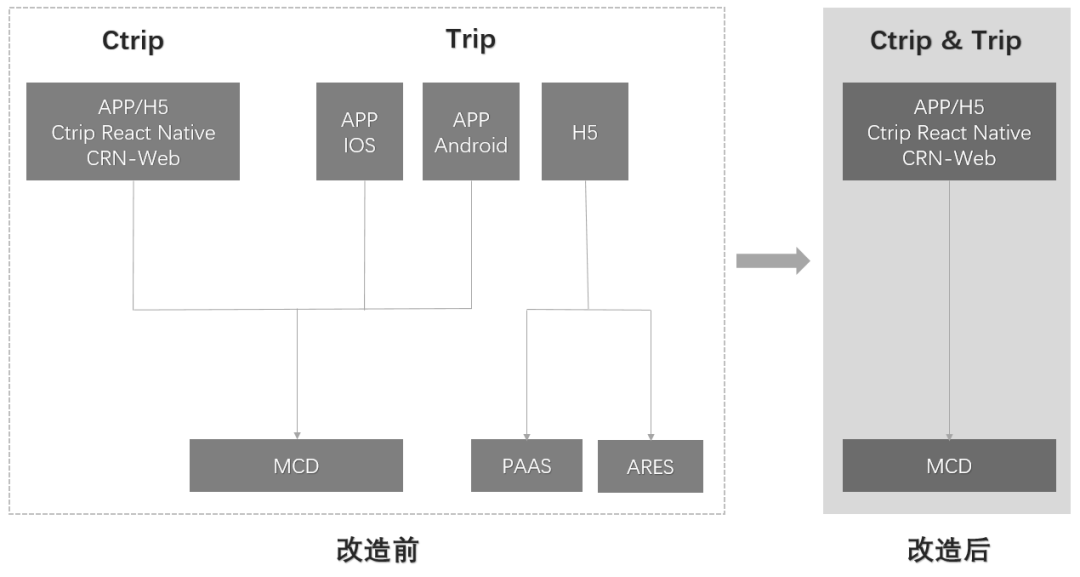 Ctrip
Trip
Ctrip & Trip
APP/H5
Ctrip React Native
CRN-Web
APP
IOS
APP
Android
H5
APP/H5
Ctrip React Native
CRN-Web
MCD
PAAS
ARES
MCD
改造前
改造后